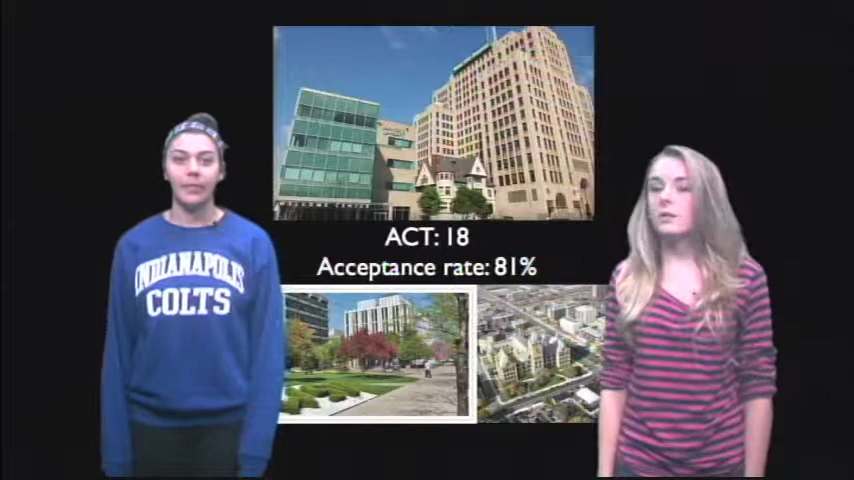 ACT: 18
Acceptance rate: 81%
INDIANAPOLIS
COLTS